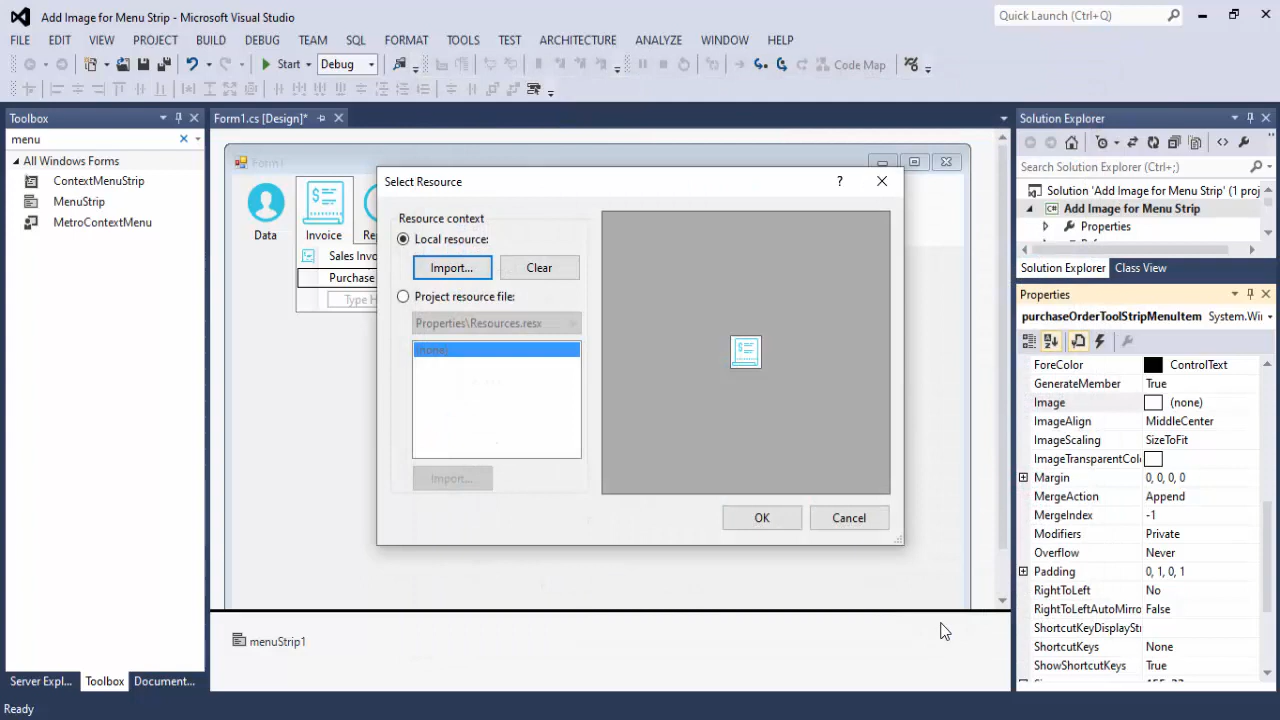 Add Image for Menu Strip - Microsoft Visual Studio
Quick Launch (Ctrl+Q)
FILE EDIT VIEW PROJECT BUILD DEBUG TEAM SQL FORMAT TOOLS TEST ARCHITECTURE ANALYZE WINDOW HELP
Start Debug Code Map
Toolbox
menu
All Windows Forms
ContextMenuStrip
MenuStrip
MetroContextMenu
Server Expl... Toolbox Document...
Form1.cs [Design]*
Form1
Data
Invoice
Re
Sales Invo
Purchase
Type H
menuStrip1
Select Resource
?
Resource context
Local resource:
Import... Clear
Project resource file:
Properties\Resources.resx
(none)
Import...
OK Cancel
Solution Explorer
Search Solution Explorer (Ctrl+;)
Solution 'Add Image for Menu Strip' (1 proj
C# Add Image for Menu Strip
Properties
Solution Explorer Class View
Properties
purchaseOrderToolStripMenuItem System.Wi
ForeColor ControlText
GenerateMember True
Image (none)
ImageAlign MiddleCenter
ImageScaling SizeToFit
ImageTransparentColo
Margin 0, 0, 0, 0
MergeAction Append
MergeIndex -1
Modifiers Private
Overflow Never
Padding 0, 1, 0, 1
RightToLeft No
RightToLeftAutoMirro False
ShortcutKeyDisplayStr
ShortcutKeys None
ShowShortcutKeys True
Ready